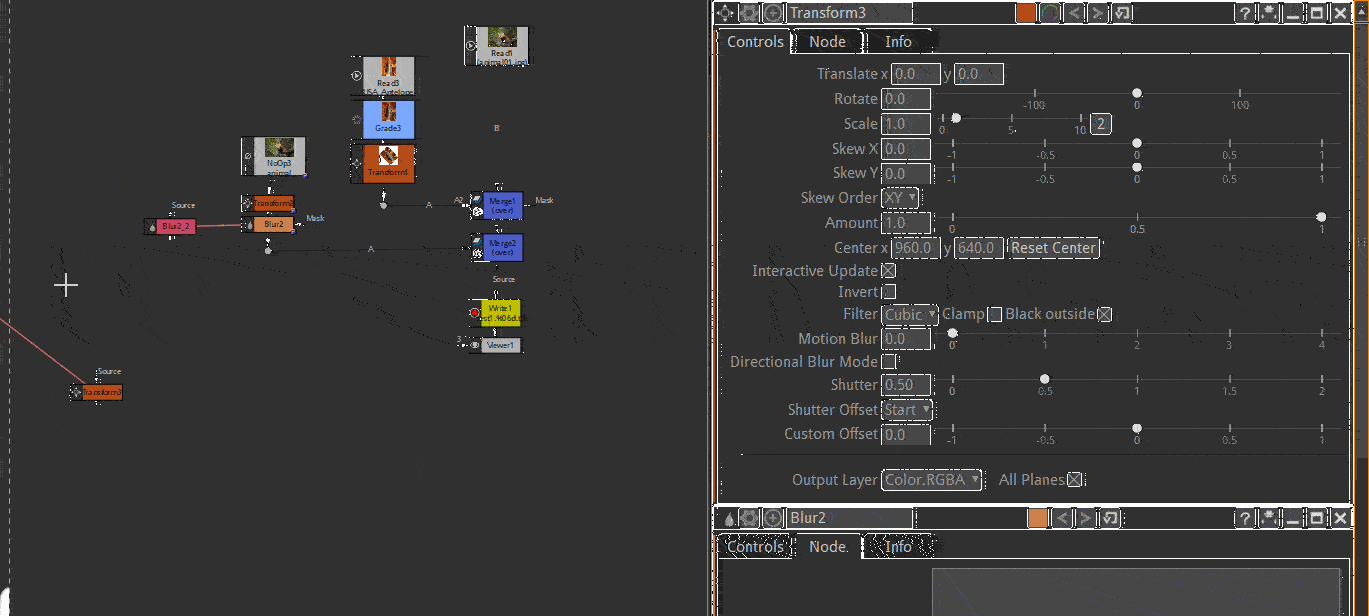 Read1
Read3
Grade3
B
Transform1
NoOp3
animal
A
A2
Merge1
(over)
Mask
Source
Transform2
Blur2_2
Blur2
Mask
A
Merge2
(over)
Source
Write1
3
Viewer1
Source
Transform3
Transform3
?
Controls
Node
Info
Translate x 0.0 y 0.0
Rotate 0.0
-100 0 100
Scale 1.0
0 5 10 2
Skew X 0.0
-1 -0.5 0 0.5 1
Skew Y 0.0
-1 -0.5 0 0.5 1
Skew Order XY
Amount 1.0
0 0.5 1
Center x 960.0 y 640.0 Reset Center
Interactive Update
Invert
Filter Cubic Clamp Black outside
Motion Blur 0.0
0 1 2 3 4
Directional Blur Mode
Shutter 0.50
0 0.5 1 1.5 2
Shutter Offset Start
Custom Offset 0.0
-1 -0.5 0 0.5 1
Output Layer Color.RGBA All Planes
Blur2
?
Controls
Node
Info